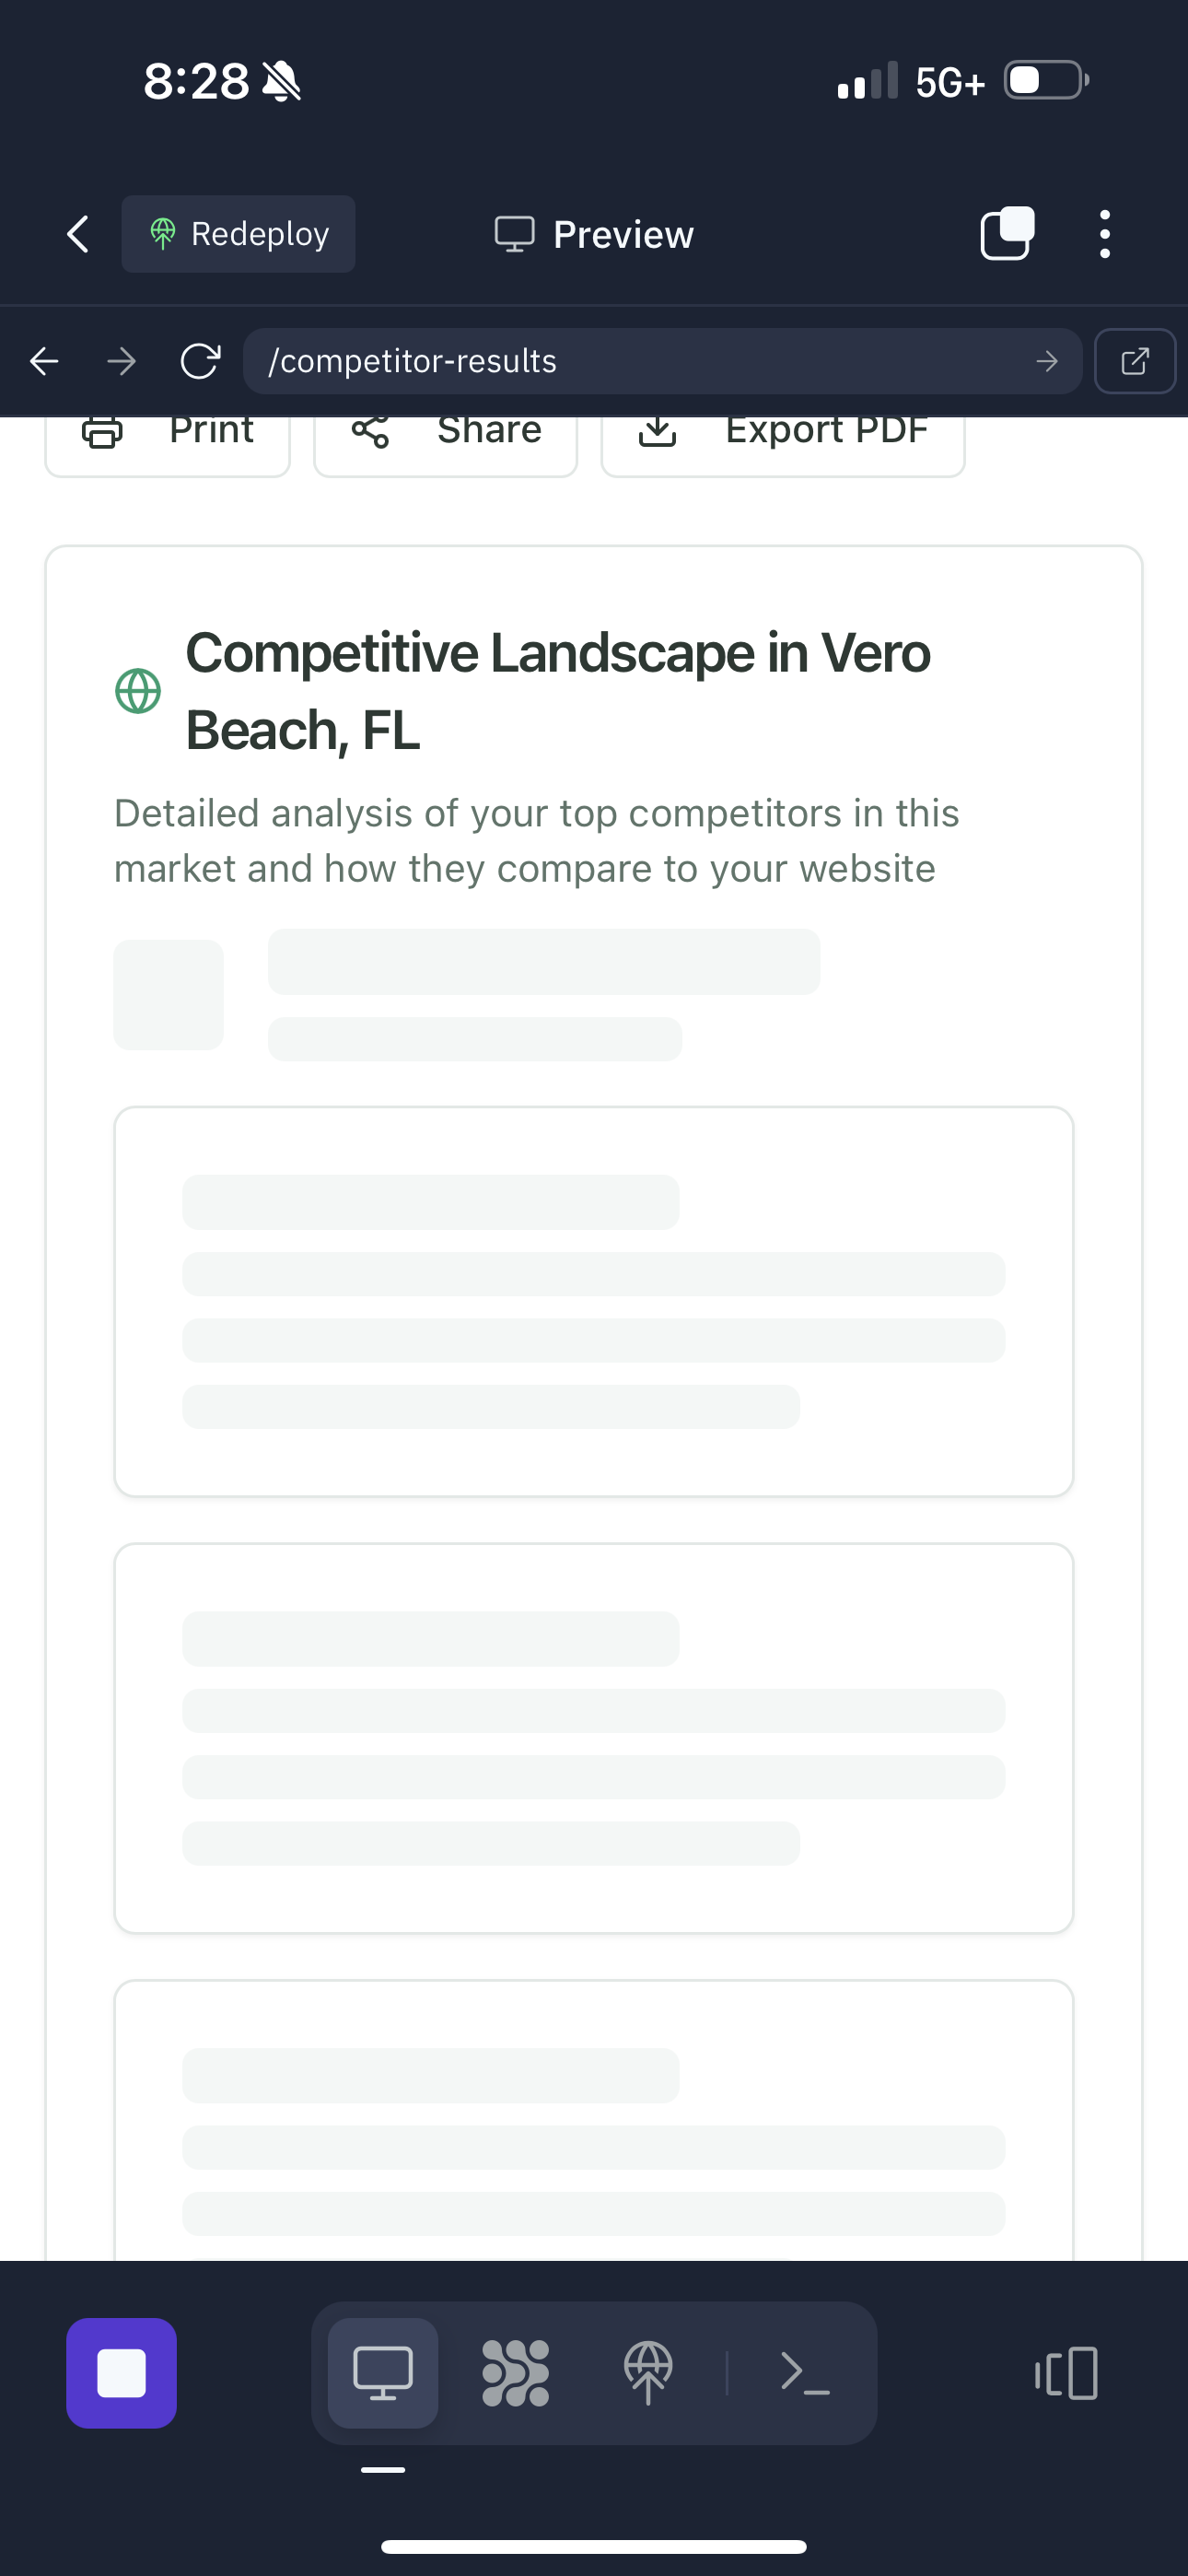 8:28
5G+
Redeploy
Preview
/competitor-results
Print
Share
Export PDF
Competitive Landscape in Vero
Beach, FL
Detailed analysis of your top competitors in this
market and how they compare to your website